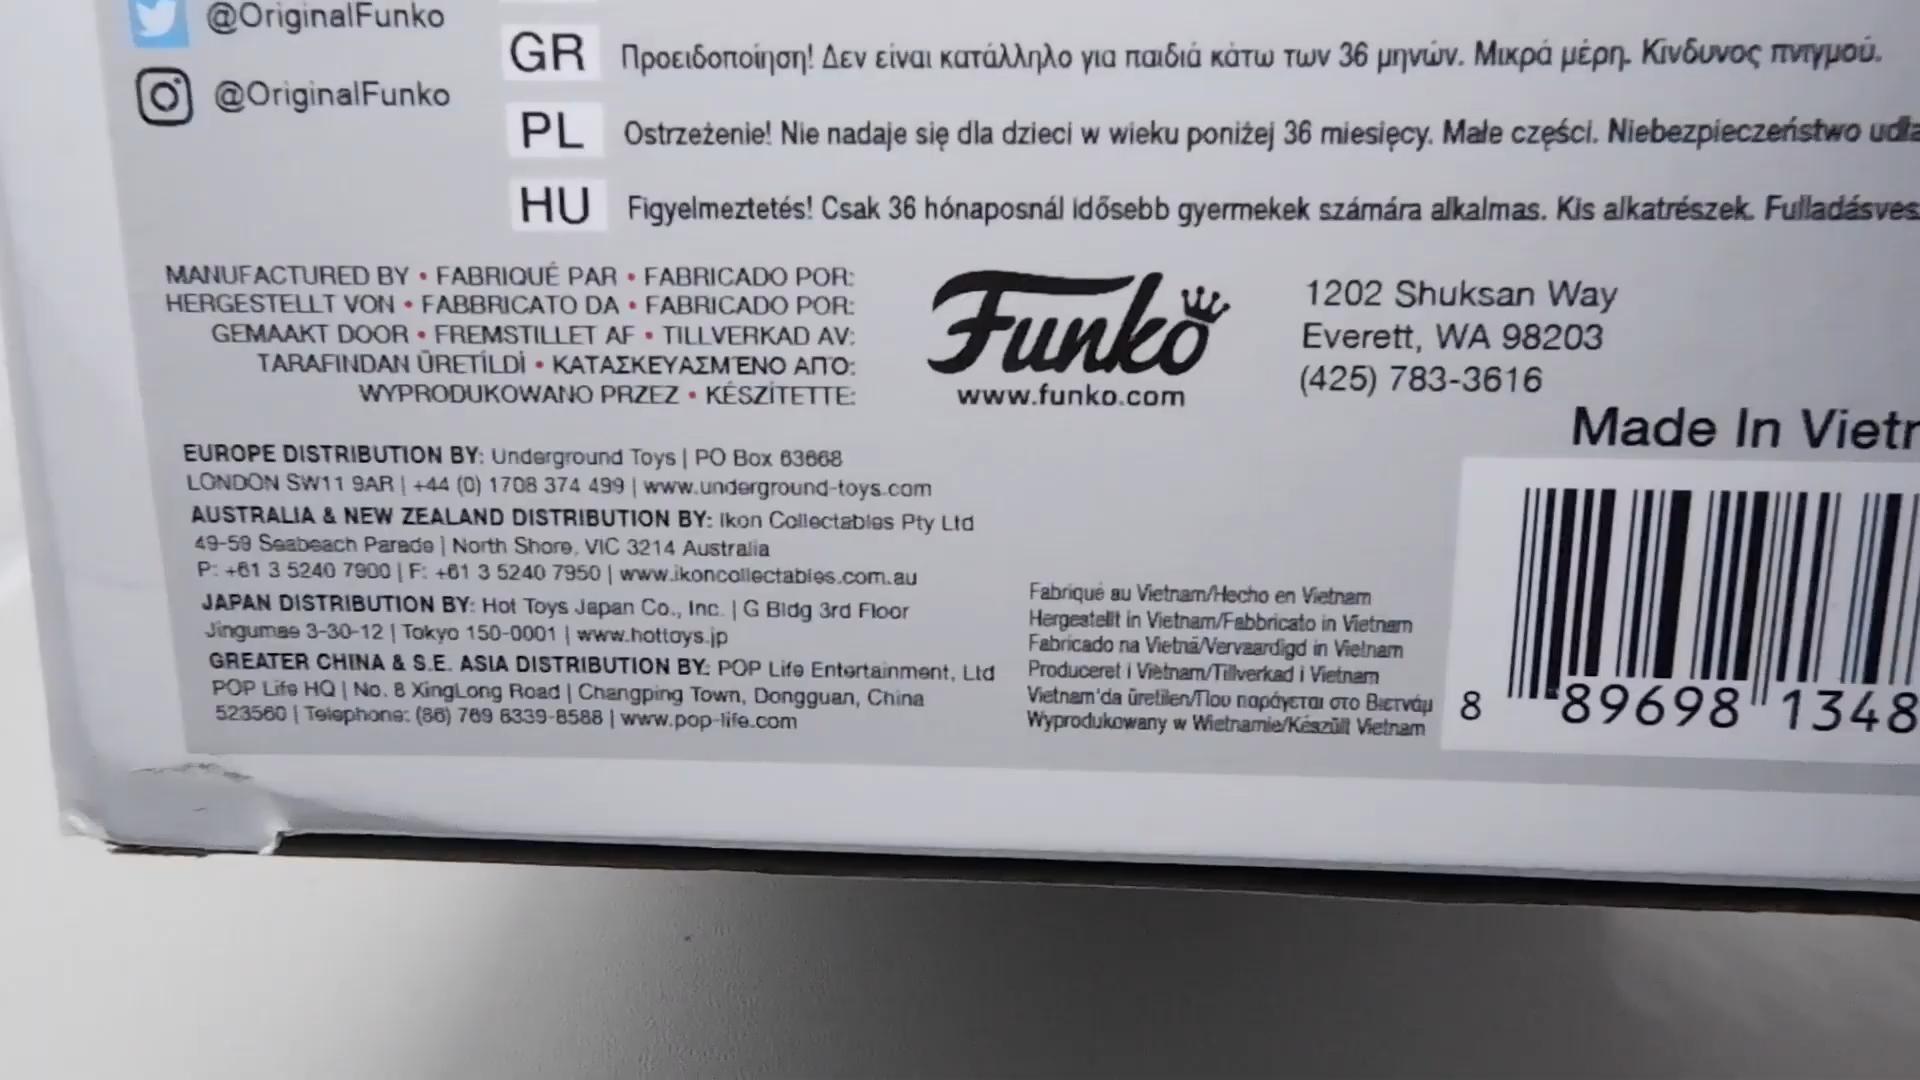 @OriginalFunko
@OriginalFunko
GR Προειδοποίηση! Δεν είναι κατάλληλο για παιδιά κάτω των 36 μηνών. Μικρά μέρη. Κίνδυνος πνιγμού.
PL Ostrzeżenie! Nie nadaje się dla dzieci w wieku poniżej 36 miesięcy. Małe części. Niebezpieczeństwo udła
HU Figyelmeztetés! Csak 36 hónaposnál idősebb gyermekek számára alkalmas. Kis alkatrészek. Fulladásves
MANUFACTURED BY • FABRIQUÉ PAR • FABRICADO POR:
HERGESTELLT VON • FABBRICATO DA • FABRICADO POR:
GEMAAKT DOOR • FREMSTILLET AF • TILLVERKAD AV:
TARAFINDAN ÜRETİLDİ • ΚΑΤΑΣΚΕΥΑΣΜΈΝΟ ΑΠΌ:
WYPRODUKOWANO PRZEZ • KÉSZÍTETTE:
Funko
www.funko.com
1202 Shuksan Way
Everett, WA 98203
(425) 783-3616
Made In Vietn
EUROPE DISTRIBUTION BY: Underground Toys | PO Box 63668
LONDON SW11 9AR | +44 (0) 1708 374 499 | www.underground-toys.com
AUSTRALIA & NEW ZEALAND DISTRIBUTION BY: Ikon Collectables Pty Ltd
49-59 Seabeach Parade | North Shore, VIC 3214 Australia
P: +61 3 5240 7900 | F: +61 3 5240 7950 | www.ikoncollectables.com.au
JAPAN DISTRIBUTION BY: Hot Toys Japan Co., Inc. | G Bldg 3rd Floor
Jingumae 3-30-12 | Tokyo 150-0001 | www.hottoys.jp
GREATER CHINA & S.E. ASIA DISTRIBUTION BY: POP Life Entertainment, Ltd
POP Life HQ | No. 8 XingLong Road | Changping Town, Dongguan, China
523560 | Telephone: (86) 769 8339-8588 | www.pop-life.com
Fabriqué au Vietnam/Hecho en Vietnam
Hergestellt in Vietnam/Fabbricato in Vietnam
Fabricado na Vietnã/Vervaardigd in Vietnam
Produceret i Vietnam/Tillverkad i Vietnam
Vietnam'da üretilen/Που παράγεται στο Βιετνάμ
Wyprodukowany w Wietnamie/Készült Vietnam
8 89698 1348